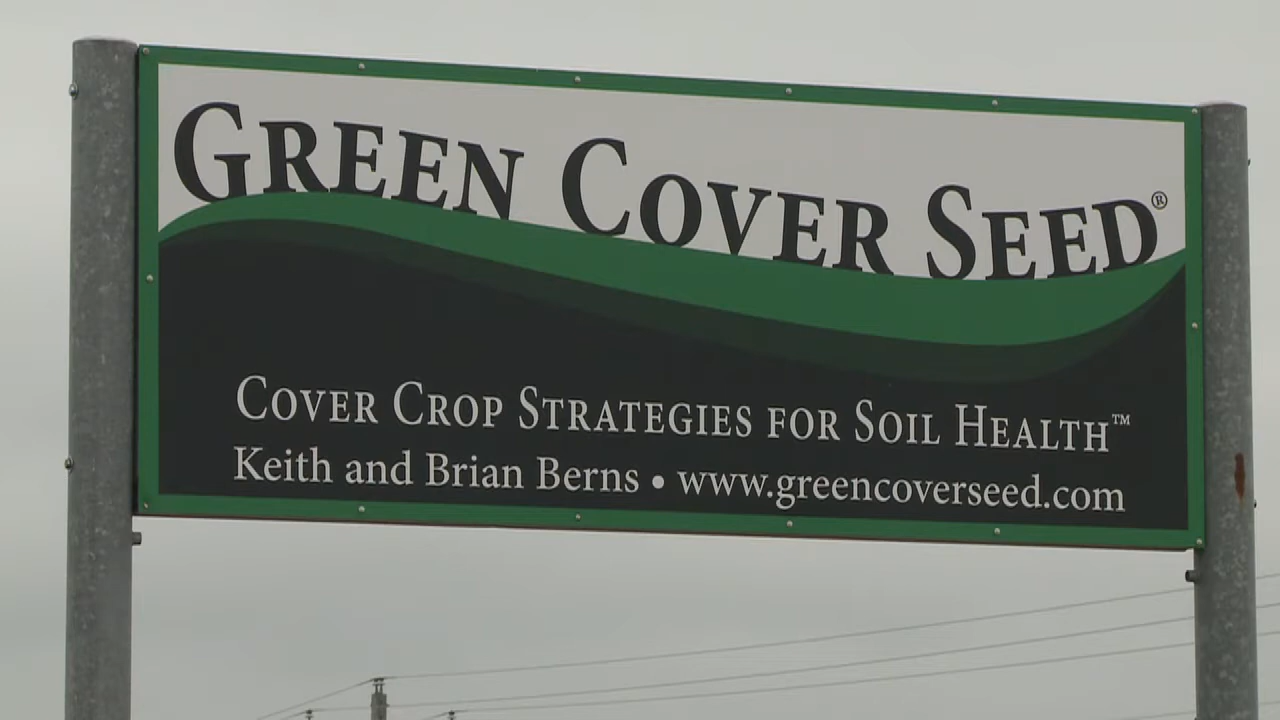 GREEN COVER SEED®
COVER CROP STRATEGIES FOR SOIL HEALTH™
Keith and Brian Berns • www.greencoverseed.com